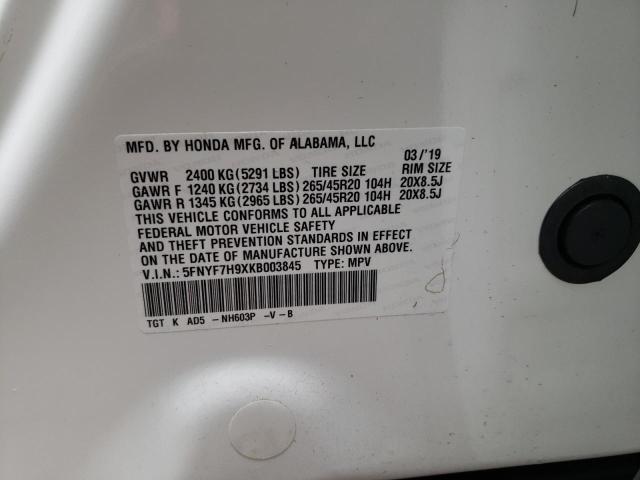 MFD. BY HONDA MFG. OF ALABAMA, LLC
03/'19
GVWR 2400 KG(5291 LBS) TIRE SIZE RIM SIZE
GAWR F 1240 KG(2734 LBS) 265/45R20 104H 20X8.5J
GAWR R 1345 KG(2965 LBS) 265/45R20 104H 20X8.5J
THIS VEHICLE CONFORMS TO ALL APPLICABLE
FEDERAL MOTOR VEHICLE SAFETY
AND THEFT PREVENTION STANDARDS IN EFFECT
ON THE DATE OF MANUFACTURE SHOWN ABOVE.
V.I.N.: 5FNYF7H9XKB003845 TYPE: MPV
TGT K AD5 -NH603P -V-B